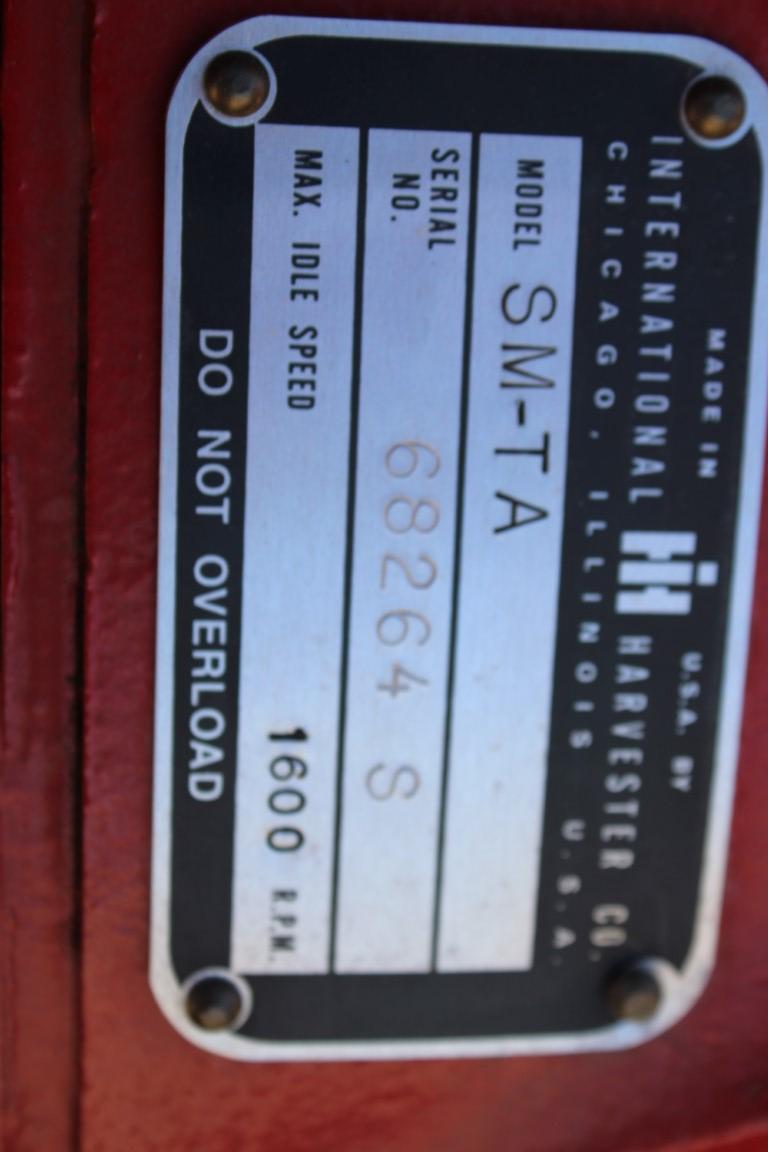 MADE IN U.S.A. BY
INTERNATIONAL IH HARVESTER CO.
CHICAGO, ILLINOIS U.S.A.
MODEL SM-TA
SERIAL NO. 68264 S
MAX. IDLE SPEED 1600 R.P.M.
DO NOT OVERLOAD